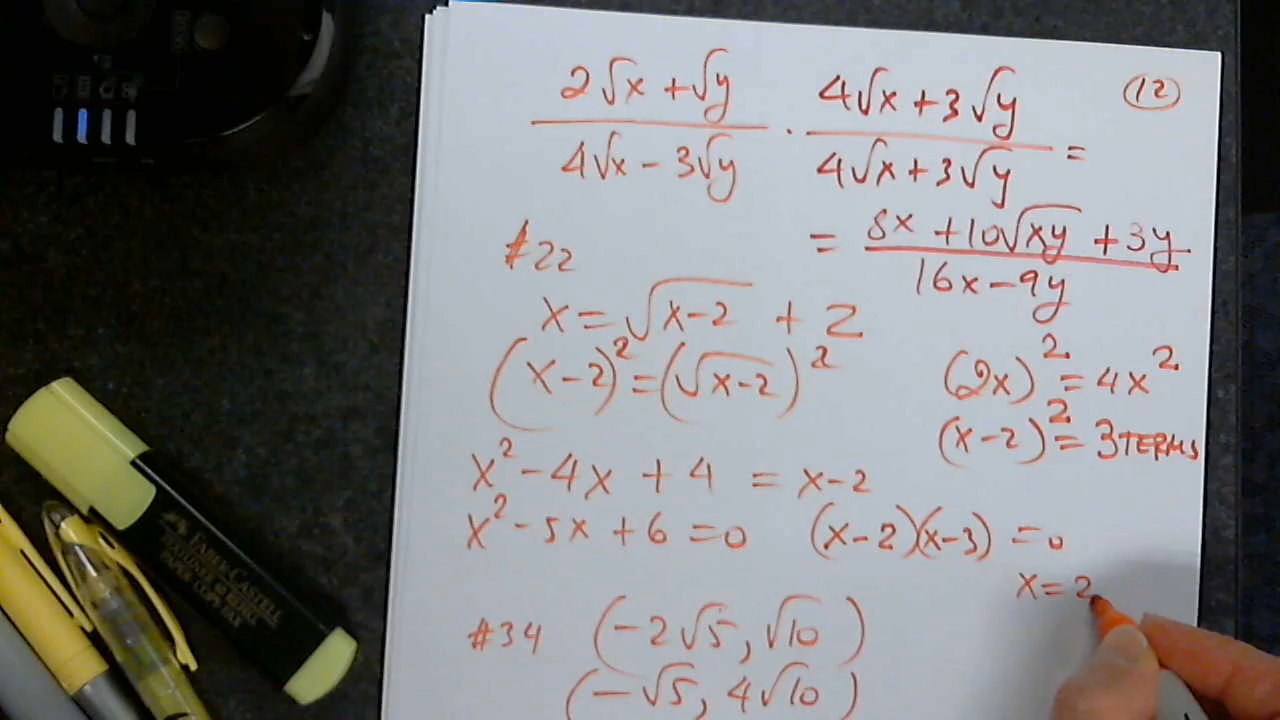 (12)
2√x + √y / 4√x − 3√y · 4√x + 3√y / 4√x + 3√y =
= 8x + 10√xy + 3y / 16x − 9y
#22
x = √x−2 + 2
(x−2)² = (√x−2)²
(2x)² = 4x²
(x−2)² = 3 TERMS
x² − 4x + 4 = x−2
x² − 5x + 6 = 0 (x−2)(x−3) = 0
x = 2
#34 (−2√5, √10)
(−√5, 4√10)
FABER-CASTELL